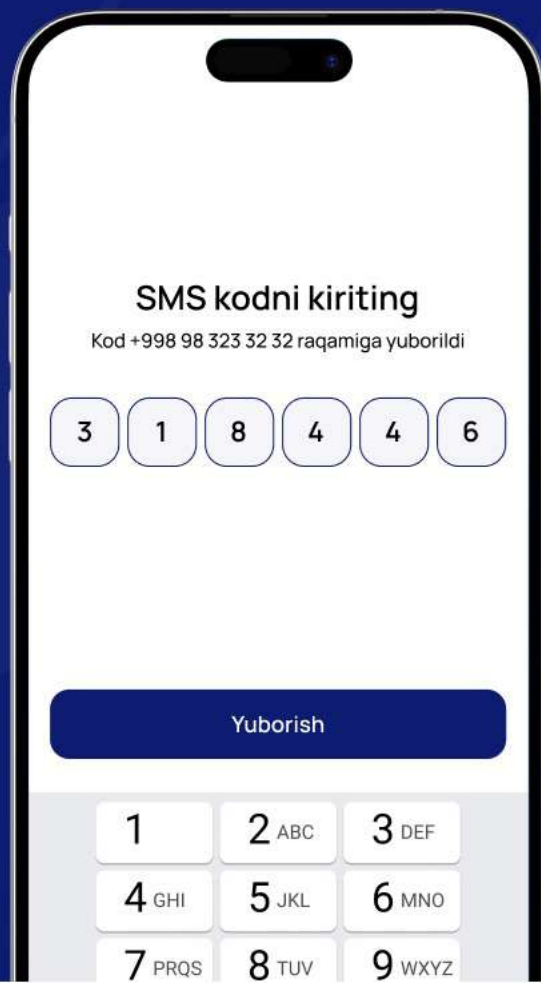 SMS kodni kiriting
Kod +998 98 323 32 32 raqamiga yuborildi
3 1 8 4 4 6
Yuborish
1 2 ABC 3 DEF
4 GHI 5 JKL 6 MNO
7 PRQS 8 TUV 9 WXYZ